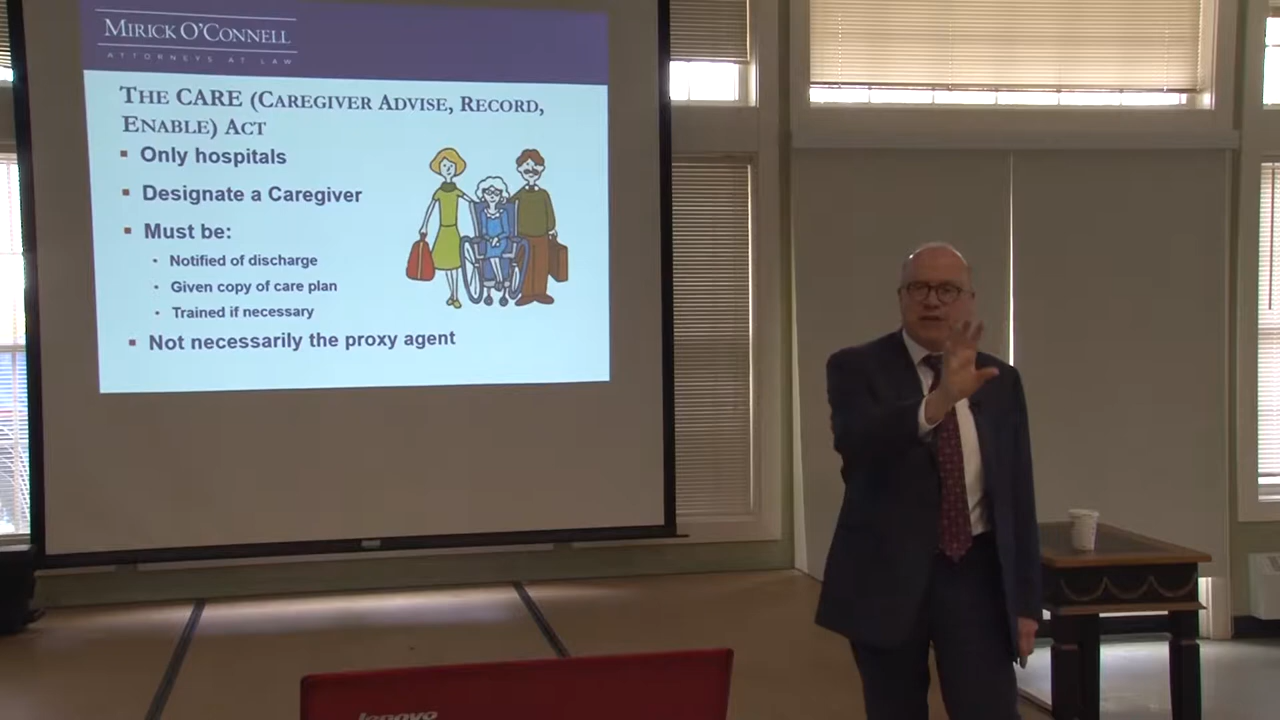 MIRICK O'CONNELL
ATTORNEYS AT LAW
THE CARE (CAREGIVER ADVISE, RECORD,
ENABLE) ACT
▪ Only hospitals
▪ Designate a Caregiver
▪ Must be:
• Notified of discharge
• Given copy of care plan
• Trained if necessary
▪ Not necessarily the proxy agent
lenovo